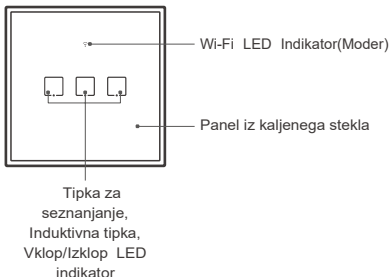 Wi-Fi LED Indikator(Moder)
Panel iz kaljenega stekla
Tipka za
seznanjanje,
Induktivna tipka,
Vklop/Izklop LED
indikator